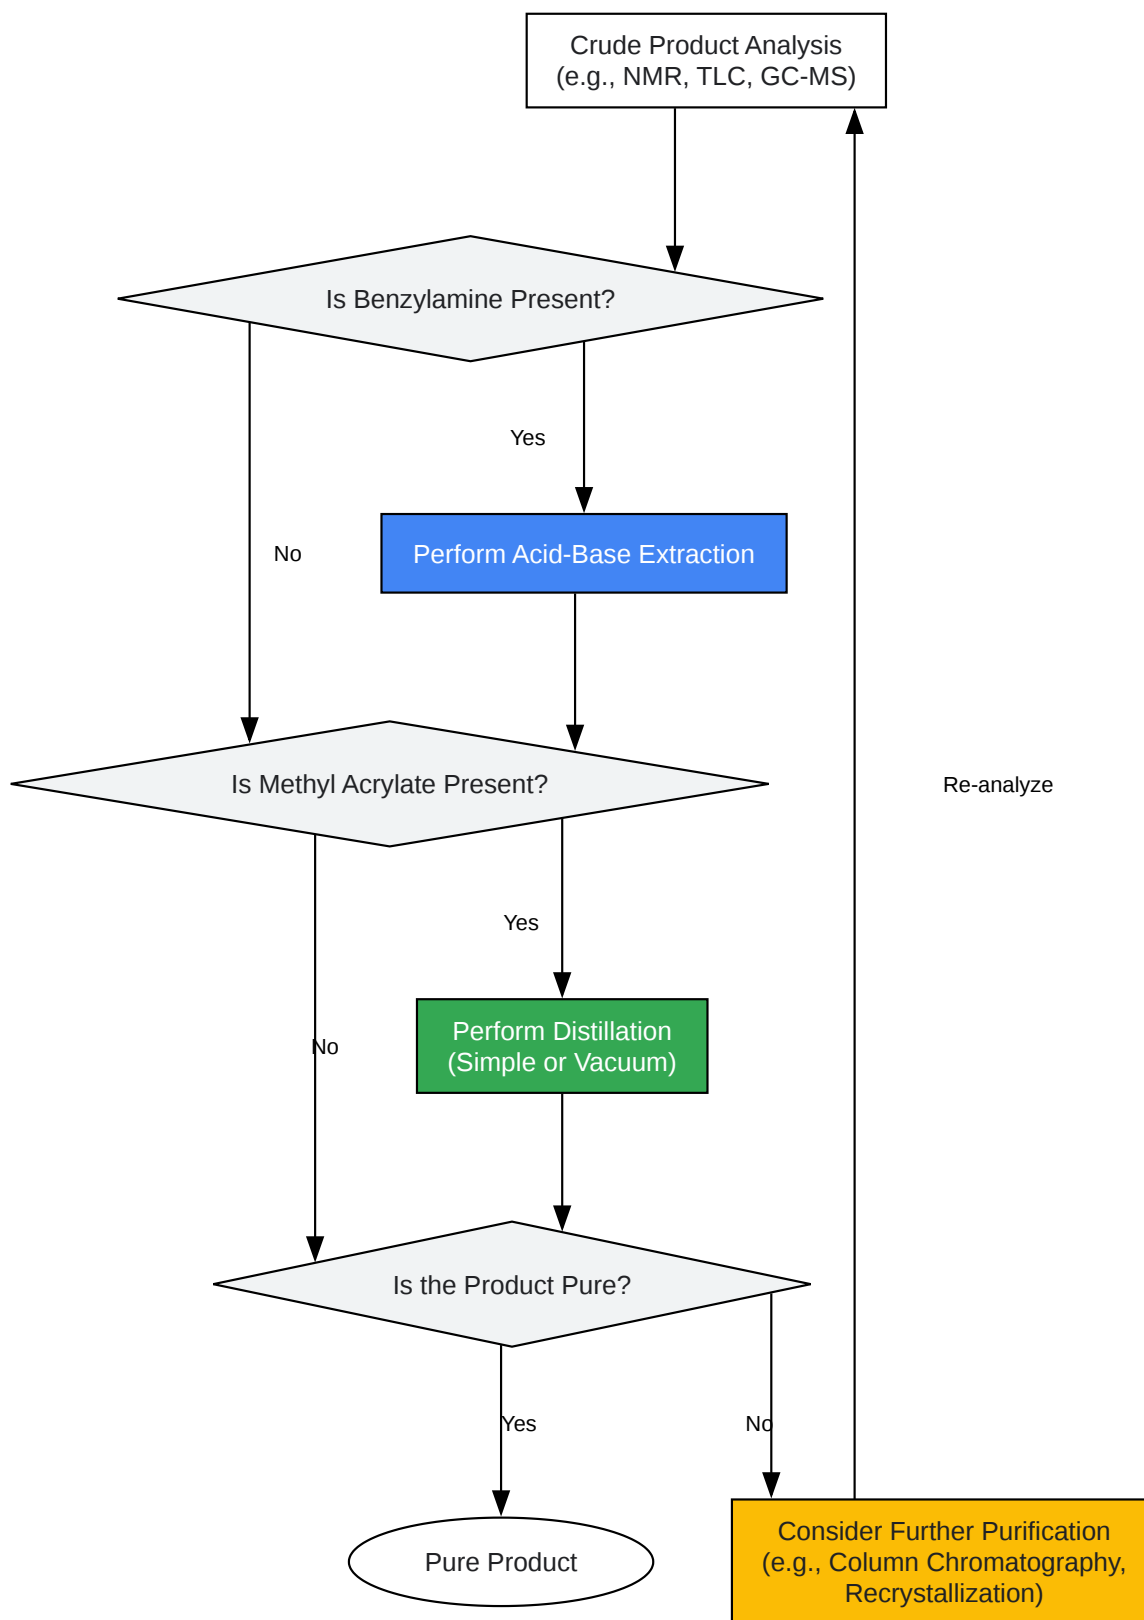 Crude Product Analysis
(e.g., NMR, TLC, GC-MS)
Is Benzylamine Present?
Yes
Perform Acid-Base Extraction
No
Is Methyl Acrylate Present?
Re-analyze
Yes
Perform Distillation
(Simple or Vacuum)
No
Is the Product Pure?
Yes
No
Pure Product
Consider Further Purification
(e.g., Column Chromatography,
Recrystallization)